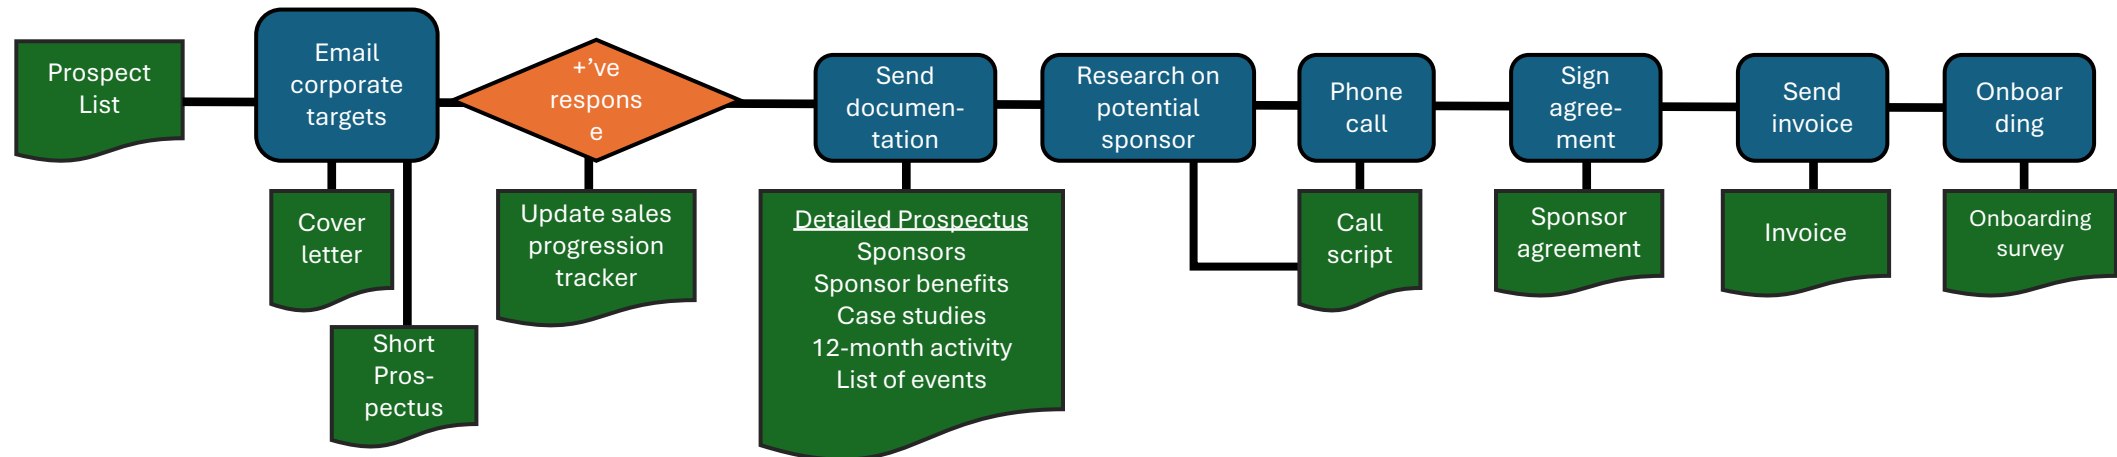 Prospect
List
Email
corporate
targets
+'ve
respons
e
Send
documen-
tation
Research on
potential
sponsor
Phone
call
Sign
agree-
ment
Send
invoice
Onboar
ding
Cover
letter
Short
Pros-
pectus
Update sales
progression
tracker
Detailed Prospectus
Sponsors
Sponsor benefits
Case studies
12-month activity
List of events
Call
script
Sponsor
agreement
Invoice
Onboarding
survey